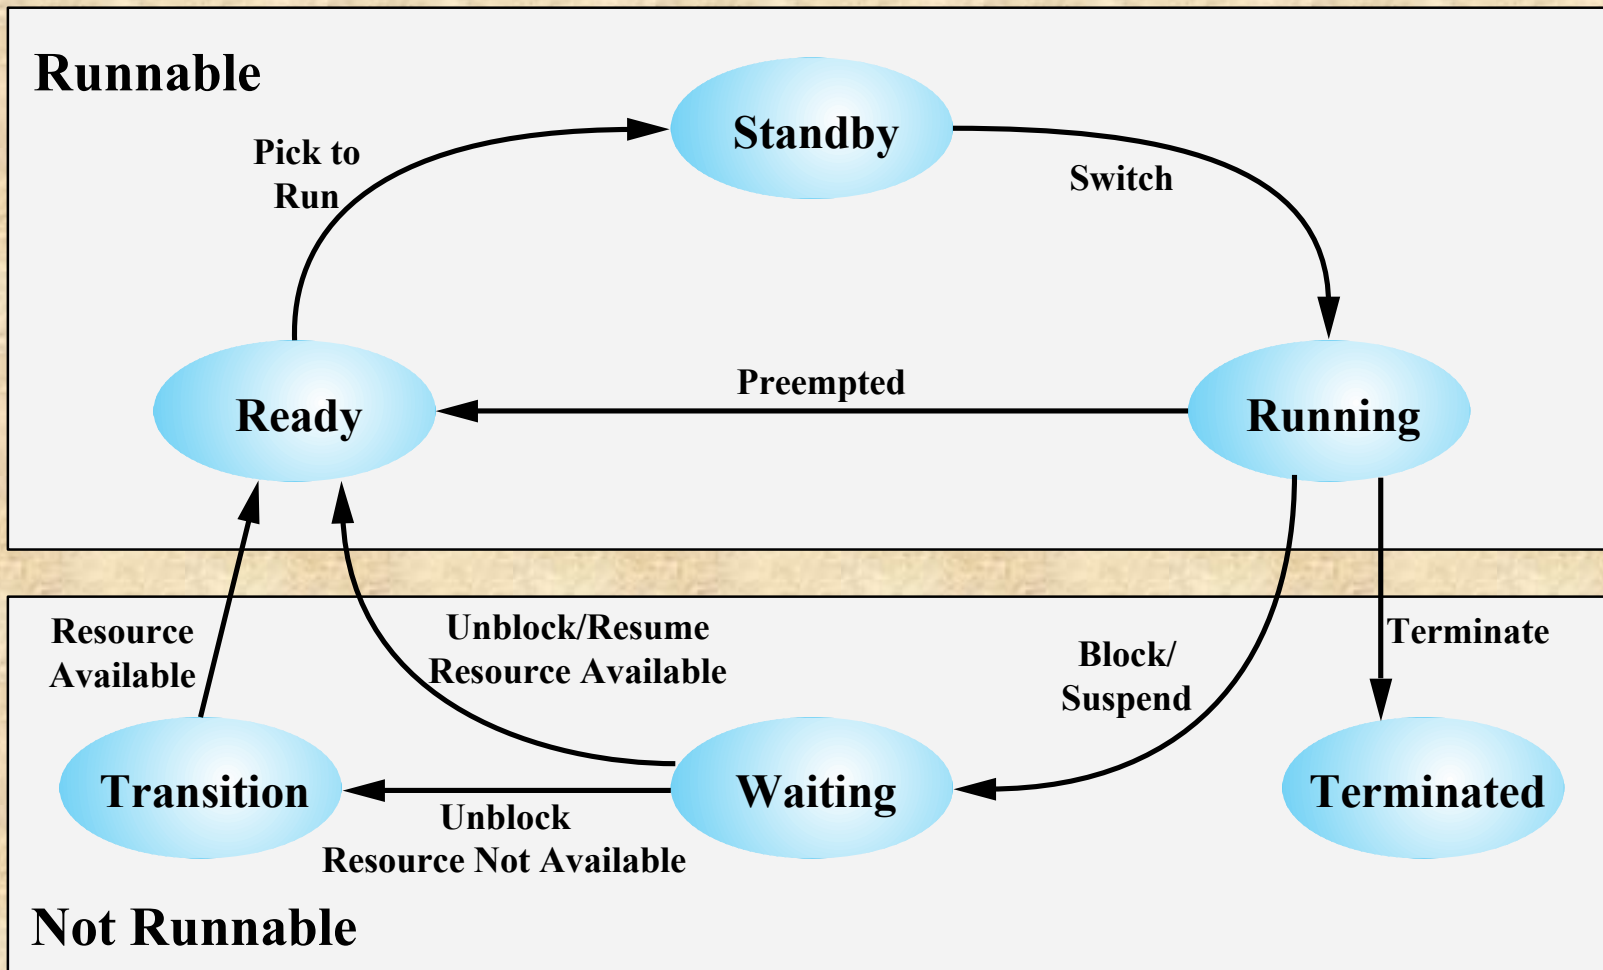 Runnable
Standby
Pick to
Run
Switch
Preempted
Ready
Running
Resource
Available
Unblock/Resume
Resource Available
Block/
Suspend
Terminate
Transition
Waiting
Terminated
Unblock
Resource Not Available
Not Runnable